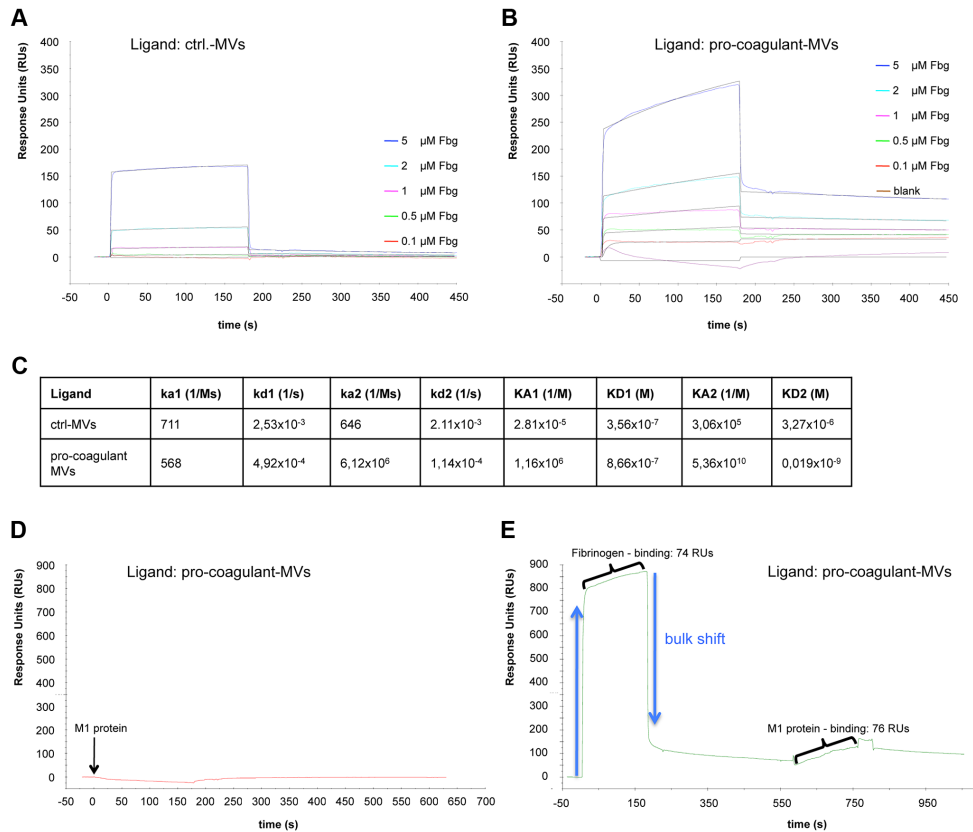 A
Ligand: ctrl.-MVs
Response Units (RUs)
400
350
300
250
200
150
100
50
0
-50
0
50
100
150
200
250
300
350
400
450
time (s)
5 µM Fbg
2 µM Fbg
1 µM Fbg
0.5 µM Fbg
0.1 µM Fbg
B
Ligand: pro-coagulant-MVs
Response Units (RUs)
400
350
300
250
200
150
100
50
0
-50
0
50
100
150
200
250
300
350
400
450
time (s)
5 µM Fbg
2 µM Fbg
1 µM Fbg
0.5 µM Fbg
0.1 µM Fbg
blank
C
Ligand ka1 (1/Ms) kd1 (1/s) ka2 (1/Ms) kd2 (1/s) KA1 (1/M) KD1 (M) KA2 (1/M) KD2 (M)
ctrl-MVs 711 2,53x10⁻³ 646 2.11x10⁻³ 2.81x10⁻⁵ 3,56x10⁻⁷ 3,06x10⁵ 3,27x10⁻⁶
pro-coagulant MVs 568 4,92x10⁻⁴ 6,12x10⁶ 1,14x10⁻⁴ 1,16x10⁶ 8,66x10⁻⁷ 5,36x10¹⁰ 0,019x10⁻⁹
D
Ligand: pro-coagulant-MVs
Response Units (RUs)
900
800
700
600
500
400
300
200
100
0
M1 protein
-50
0
50
100
150
200
250
300
350
400
450
500
550
600
650
700
time (s)
E
Fibrinogen - binding: 74 RUs
Ligand: pro-coagulant-MVs
Response Units (RUs)
900
800
700
600
500
400
300
200
100
0
bulk shift
M1 protein - binding: 76 RUs
-50
150
350
550
750
950
time (s)